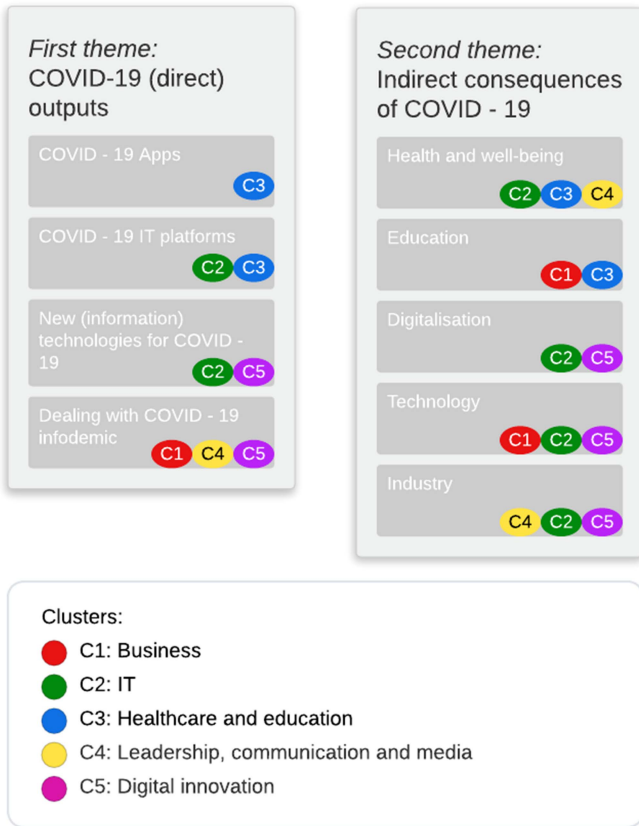 First theme:
COVID-19 (direct)
outputs
COVID - 19 Apps
C3
COVID - 19 IT platforms
C2 C3
New (information)
technologies for COVID -
19
C2 C5
Dealing with COVID - 19
infodemic
C1 C4 C5
Second theme:
Indirect consequences
of COVID - 19
Health and well-being
C2 C3 C4
Education
C1 C3
Digitalisation
C2 C5
Technology
C1 C2 C5
Industry
C4 C2 C5
Clusters:
C1: Business
C2: IT
C3: Healthcare and education
C4: Leadership, communication and media
C5: Digital innovation